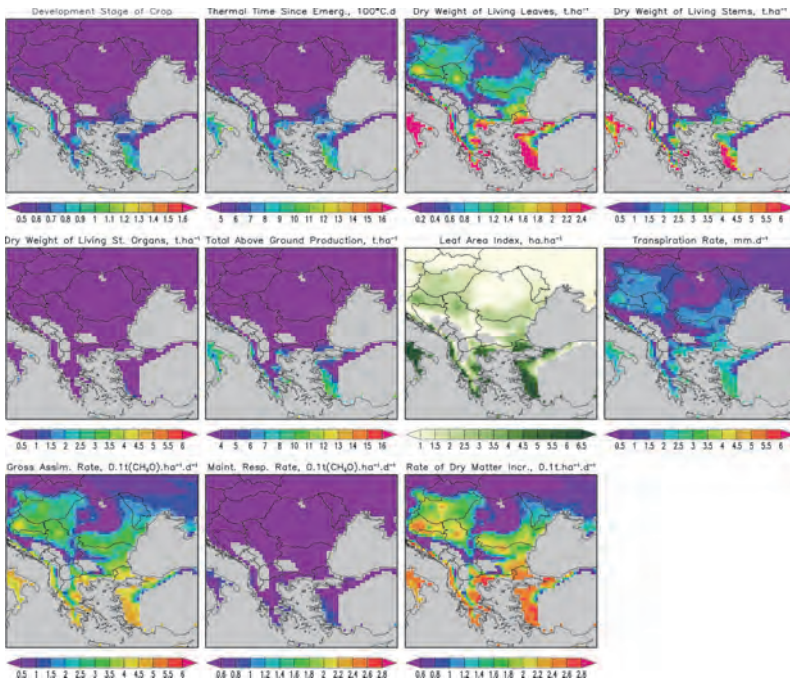 Development Stage of Crop
Thermal Time Since Emerg., 100°C.d
Dry Weight of Living Leaves, t.ha⁻¹
Dry Weight of Living Stems, t.ha⁻¹
0.5 0.6 0.7 0.8 0.9 1 1.1 1.2 1.3 1.4 1.5 1.6
5 6 7 8 9 10 11 12 13 14 15 16
0.2 0.4 0.6 0.8 1 1.2 1.4 1.6 1.8 2 2.2 2.4
0.5 1 1.5 2 2.5 3 3.5 4 4.5 5 5.5 6
Dry Weight of Living St. Organs, t.ha⁻¹
Total Above Ground Production, t.ha⁻¹
Leaf Area Index, ha.ha⁻¹
Transpiration Rate, mm.d⁻¹
0.5 1 1.5 2 2.5 3 3.5 4 4.5 5 5.5 6
4 5 6 7 8 9 10 11 12 13 14 15 16
1 1.5 2 2.5 3 3.5 4 4.5 5 5.5 6 6.5
0.5 1 1.5 2 2.5 3 3.5 4 4.5 5 5.5 6
Gross Assim. Rate, 0.1t(CH₂O).ha⁻¹.d⁻¹
Maint. Resp. Rate, 0.1t(CH₂O).ha⁻¹.d⁻¹
Rate of Dry Matter Incr., 0.1t.ha⁻¹.d⁻¹
0.5 1 1.5 2 2.5 3 3.5 4 4.5 5 5.5 6
0.6 0.8 1 1.2 1.4 1.6 1.8 2 2.2 2.4 2.6 2.8
0.6 0.8 1 1.2 1.4 1.6 1.8 2 2.2 2.4 2.6 2.8